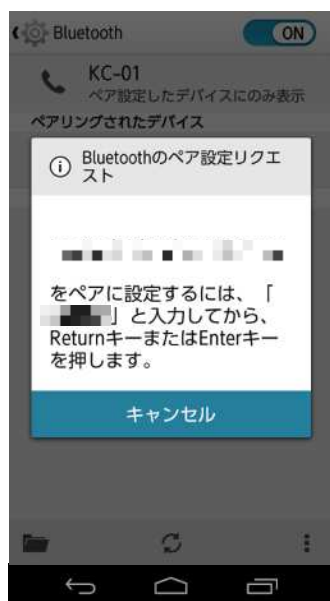 Bluetooth
ON
KC-01
ペア設定したデバイスにのみ表示
ペアリングされたデバイス
Bluetoothのペア設定リクエ
スト
をペアに設定するには、「
」と入力してから、
ReturnキーまたはEnterキー
を押します。
キャンセル